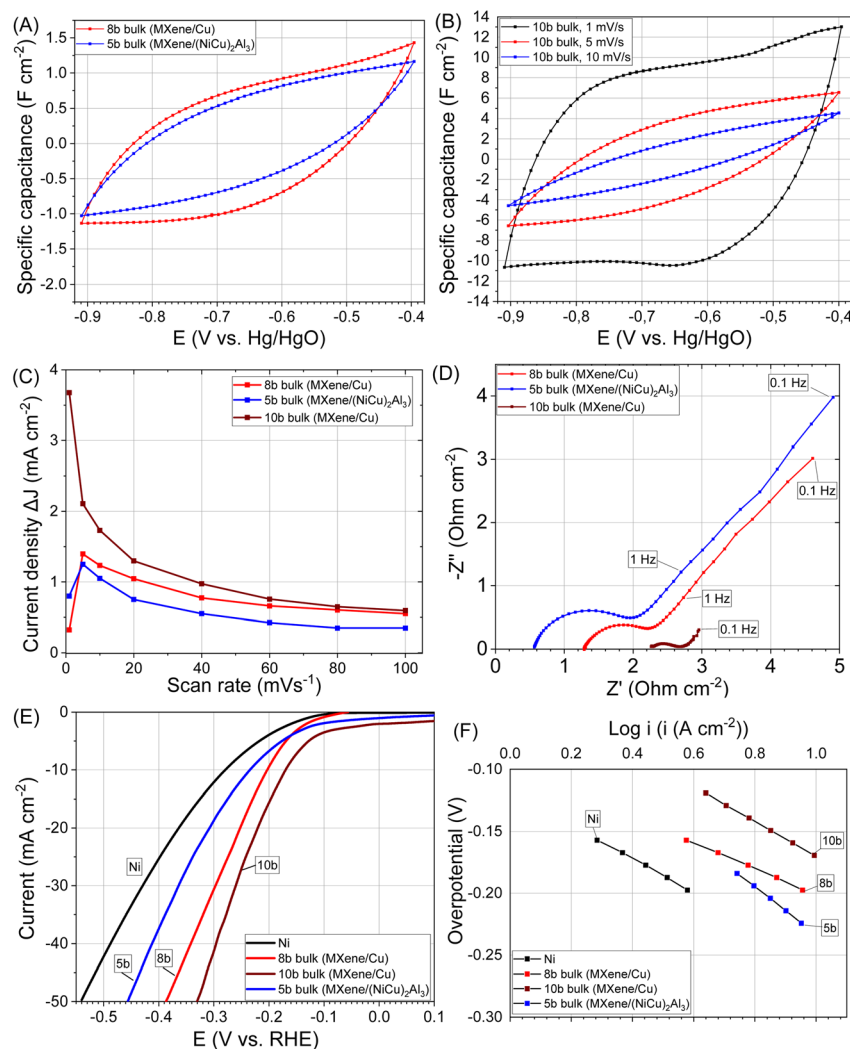 (A)
8b bulk (MXene/Cu)
5b bulk (MXene/(NiCu)₂Al₃)
Specific capacitance (F cm⁻²)
1.5
1.0
0.5
0.0
-0.5
-1.0
-1.5
-2.0
-0.9 -0.8 -0.7 -0.6 -0.5 -0.4
E (V vs. Hg/HgO)
(B)
10b bulk, 1 mV/s
10b bulk, 5 mV/s
10b bulk, 10 mV/s
Specific capacitance (F cm⁻²)
14
12
10
8
6
4
2
0
-2
-4
-6
-8
-10
-12
-14
-0,9 -0,8 -0,7 -0,6 -0,5 -0,4
E (V vs. Hg/HgO)
(C)
8b bulk (MXene/Cu)
5b bulk (MXene/(NiCu)₂Al₃)
10b bulk (MXene/Cu)
Current density ΔJ (mA cm⁻²)
4
3
2
1
0
0 20 40 60 80 100
Scan rate (mVs⁻¹)
(D)
8b bulk (MXene/Cu)
5b bulk (MXene/(NiCu)₂Al₃)
10b bulk (MXene/Cu)
0.1 Hz
0.1 Hz
1 Hz
1 Hz
0.1 Hz
-Z'' (Ohm cm⁻²)
4
3
2
1
0
0 1 2 3 4 5
Z' (Ohm cm⁻²)
(E)
Current (mA cm⁻²)
0
-10
-20
-30
-40
-50
Ni
10b
5b
8b
Ni
8b bulk (MXene/Cu)
10b bulk (MXene/Cu)
5b bulk (MXene/(NiCu)₂Al₃)
-0.5 -0.4 -0.3 -0.2 -0.1 0.0 0.1
E (V vs. RHE)
(F)
Log i (i (A cm⁻²))
0.0 0.2 0.4 0.6 0.8 1.0
Overpotential (V)
-0.10
-0.15
-0.20
-0.25
-0.30
Ni
10b
8b
5b
Ni
8b bulk (MXene/Cu)
10b bulk (MXene/Cu)
5b bulk (MXene/(NiCu)₂Al₃)